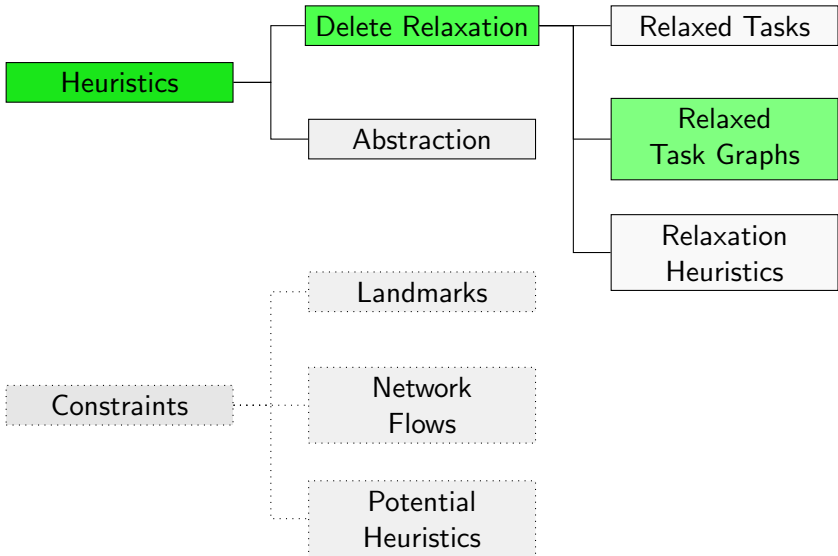 Heuristics
Delete Relaxation
Abstraction
Relaxed Tasks
Relaxed
Task Graphs
Relaxation
Heuristics
Constraints
Landmarks
Network
Flows
Potential
Heuristics